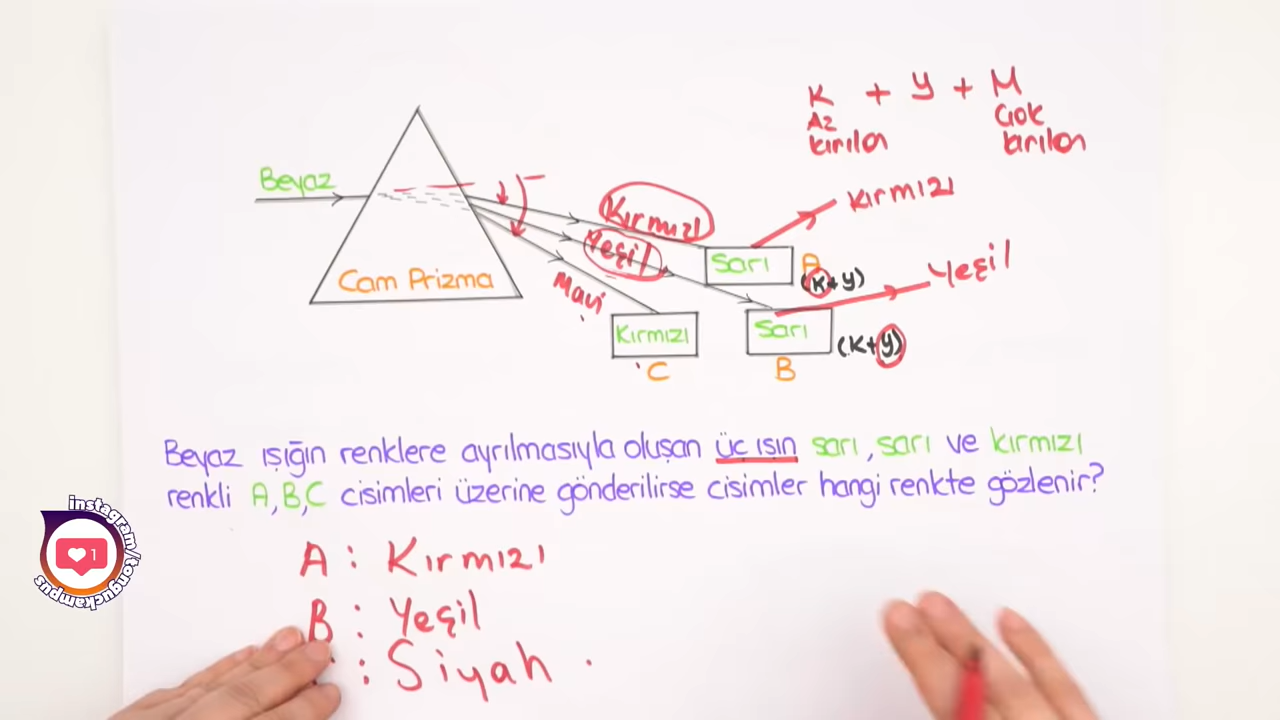 K + Y + M
Az kırılan
Çok kırılan
Beyaz
Kırmızı
Kırmızı
Yeşil
Yeşil
Sarı
A
(K+Y)
Cam Prizma
Mavi
Kırmızı
C
Sarı
B
(K+Y)
Beyaz ışığın renklere ayrılmasıyla oluşan üç ışın sarı, sarı ve kırmızı
renkli A, B, C cisimleri üzerine gönderilirse cisimler hangi renkte gözlenir?
A : Kırmızı
B : Yeşil
: Siyah
instagram/tonguckampus
1